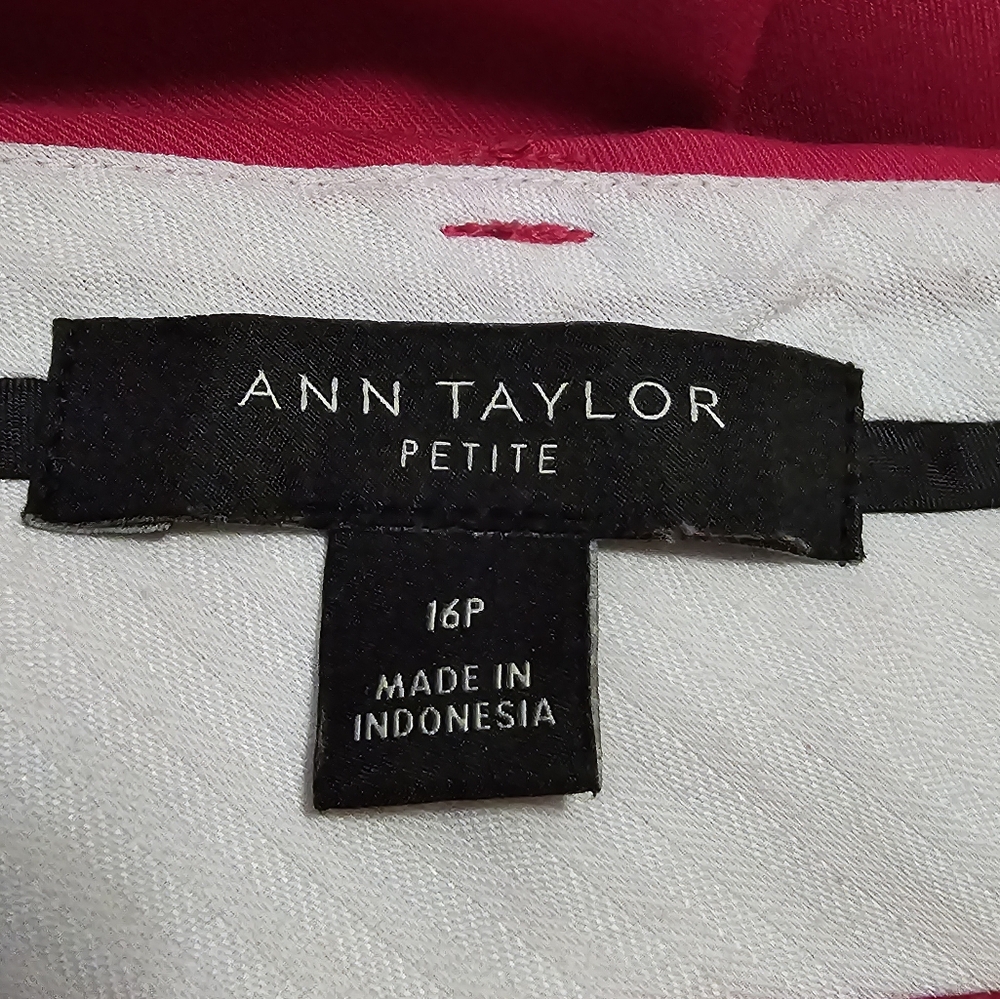 ANN TAYLOR
PETITE
16P
MADE IN
INDONESIA